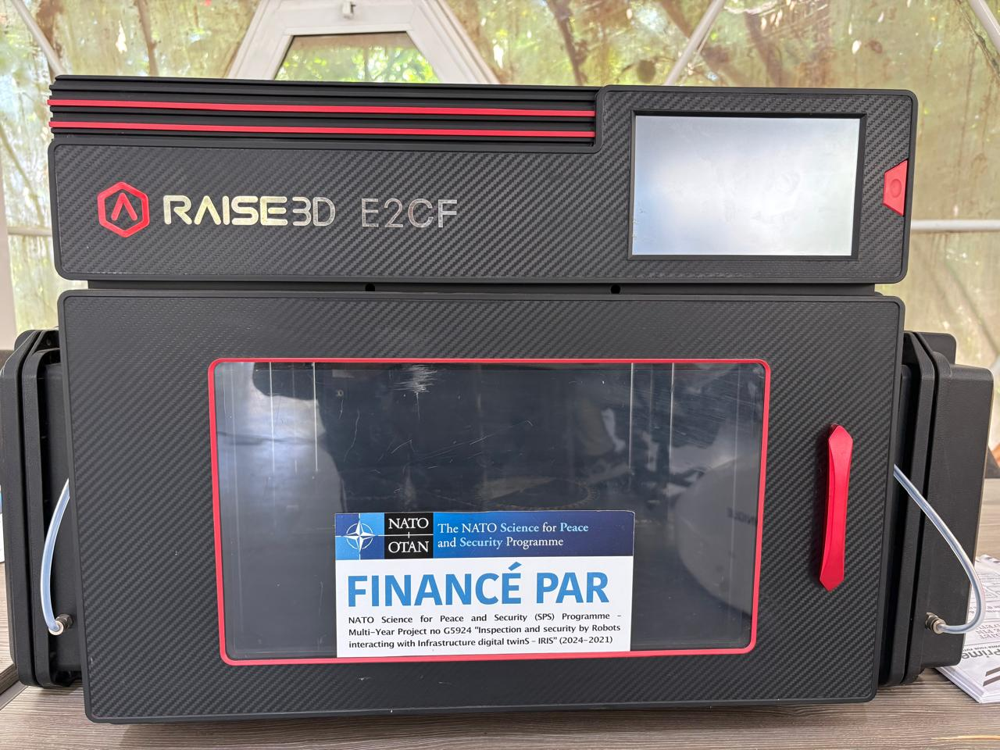 RAISE3D E2CF
NATO
OTAN
The NATO Science for Peace
and Security Programme
FINANCÉ PAR
NATO Science for Peace and Security (SPS) Programme –
Multi-Year Project no G5924 "Inspection and security by Robots
interacting with Infrastructure digital twinS – IRIS" (2024-2021)
Prime